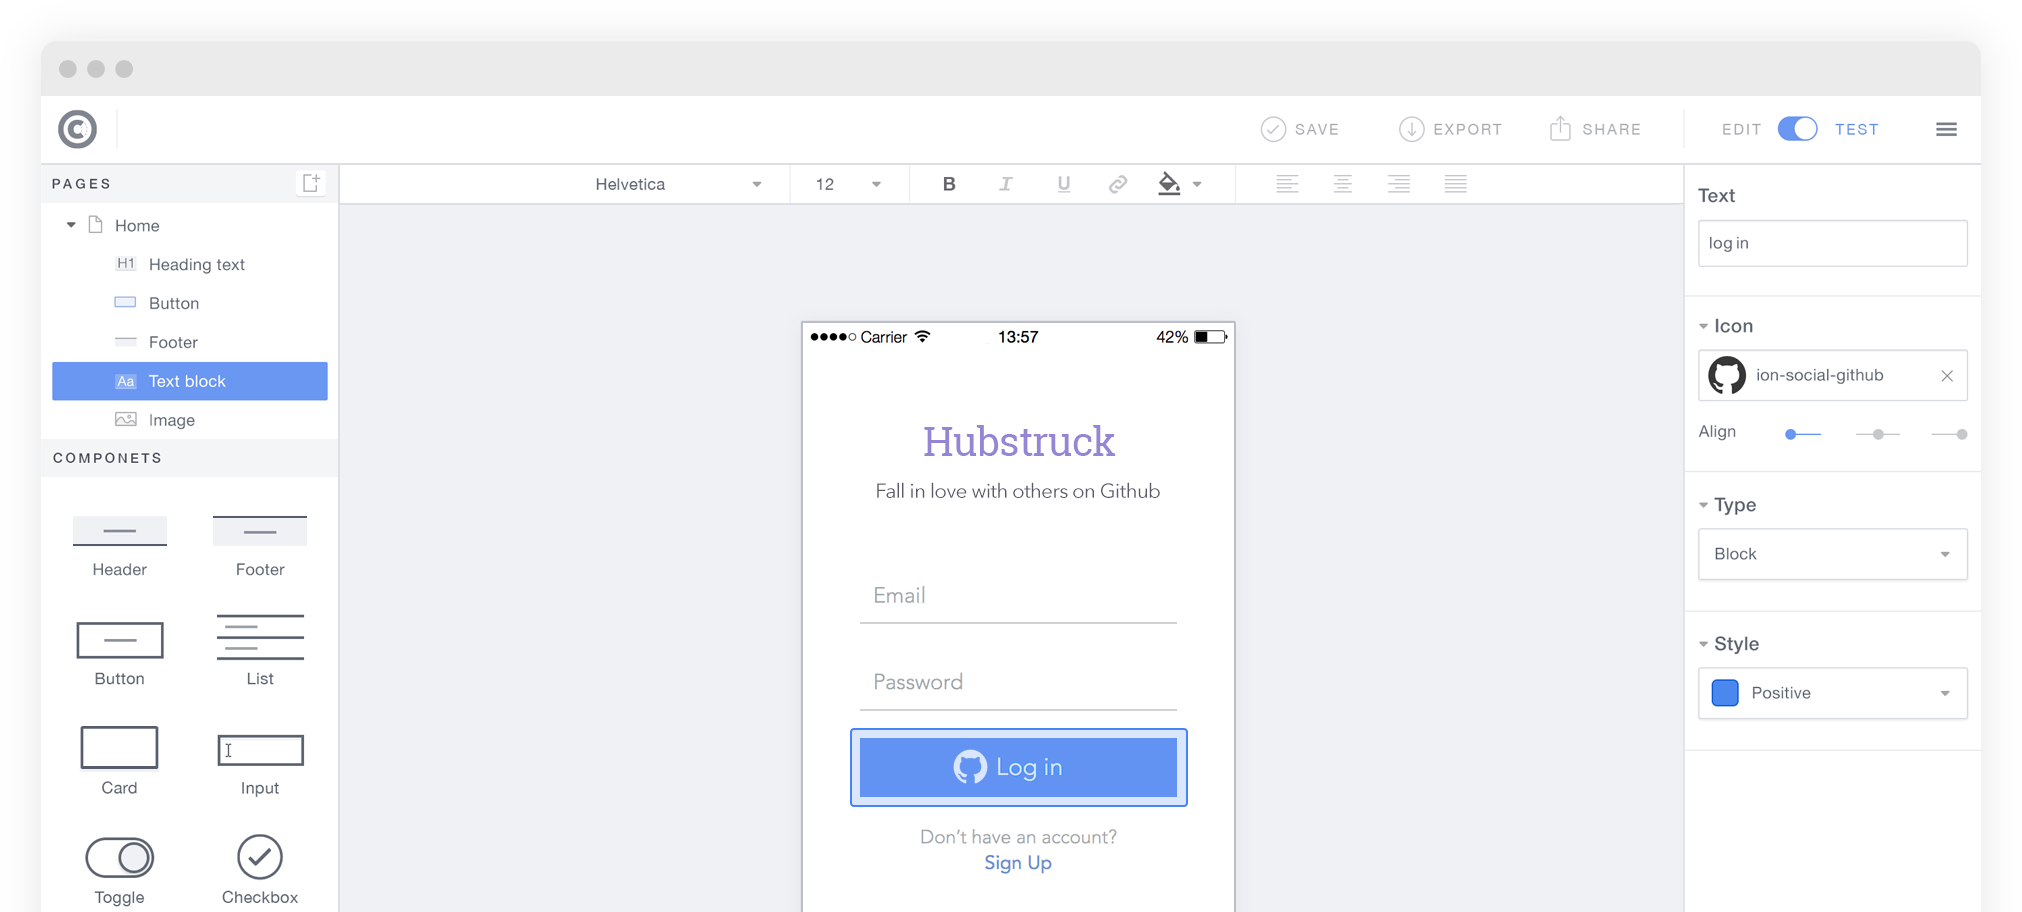 SAVE EXPORT SHARE EDIT TEST
PAGES
Helvetica 12 B I U
Home
H1 Heading text
Button
Footer
Aa Text block
Image
COMPONETS
Header Footer
Button List
Card Input
Toggle Checkbox
Carrier 13:57 42%
Hubstruck
Fall in love with others on Github
Email
Password
Log in
Don't have an account?
Sign Up
Text
log in
Icon
ion-social-github
Align
Type
Block
Style
Positive